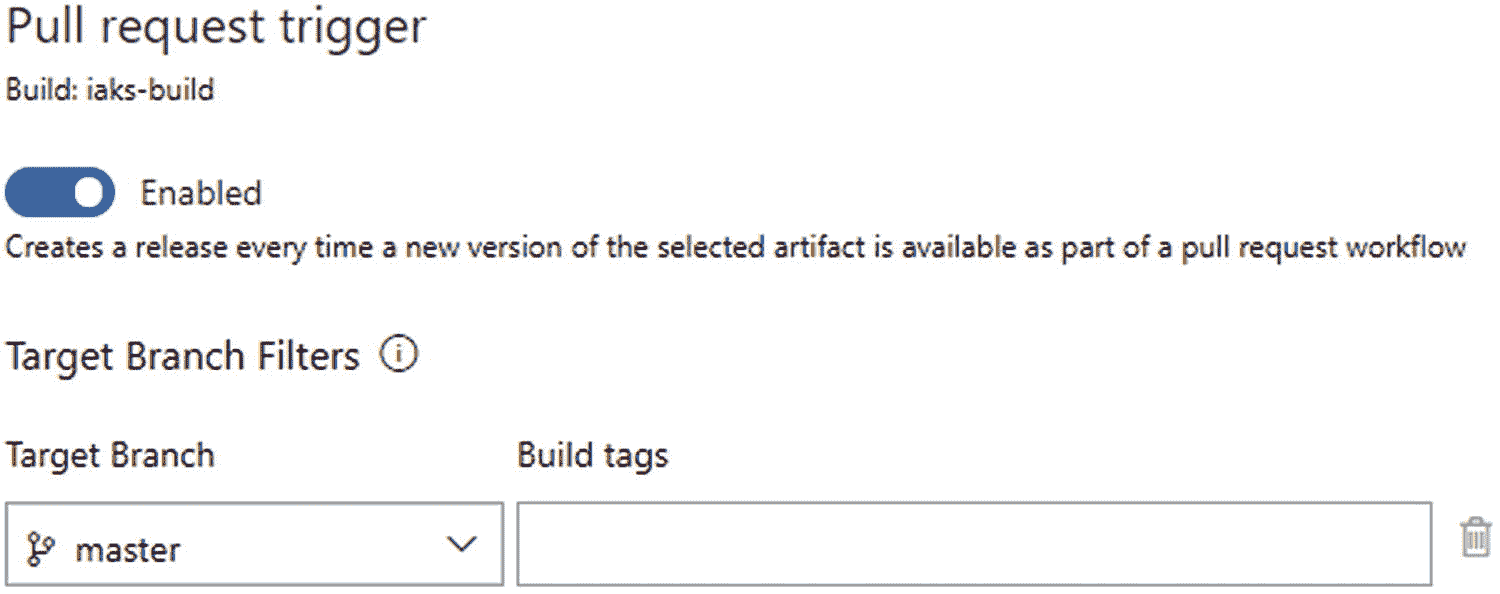 Pull request trigger
Build: iaks-build
Enabled
Creates a release every time a new version of the selected artifact is available as part of a pull request workflow
Target Branch Filters
Target Branch Build tags
master